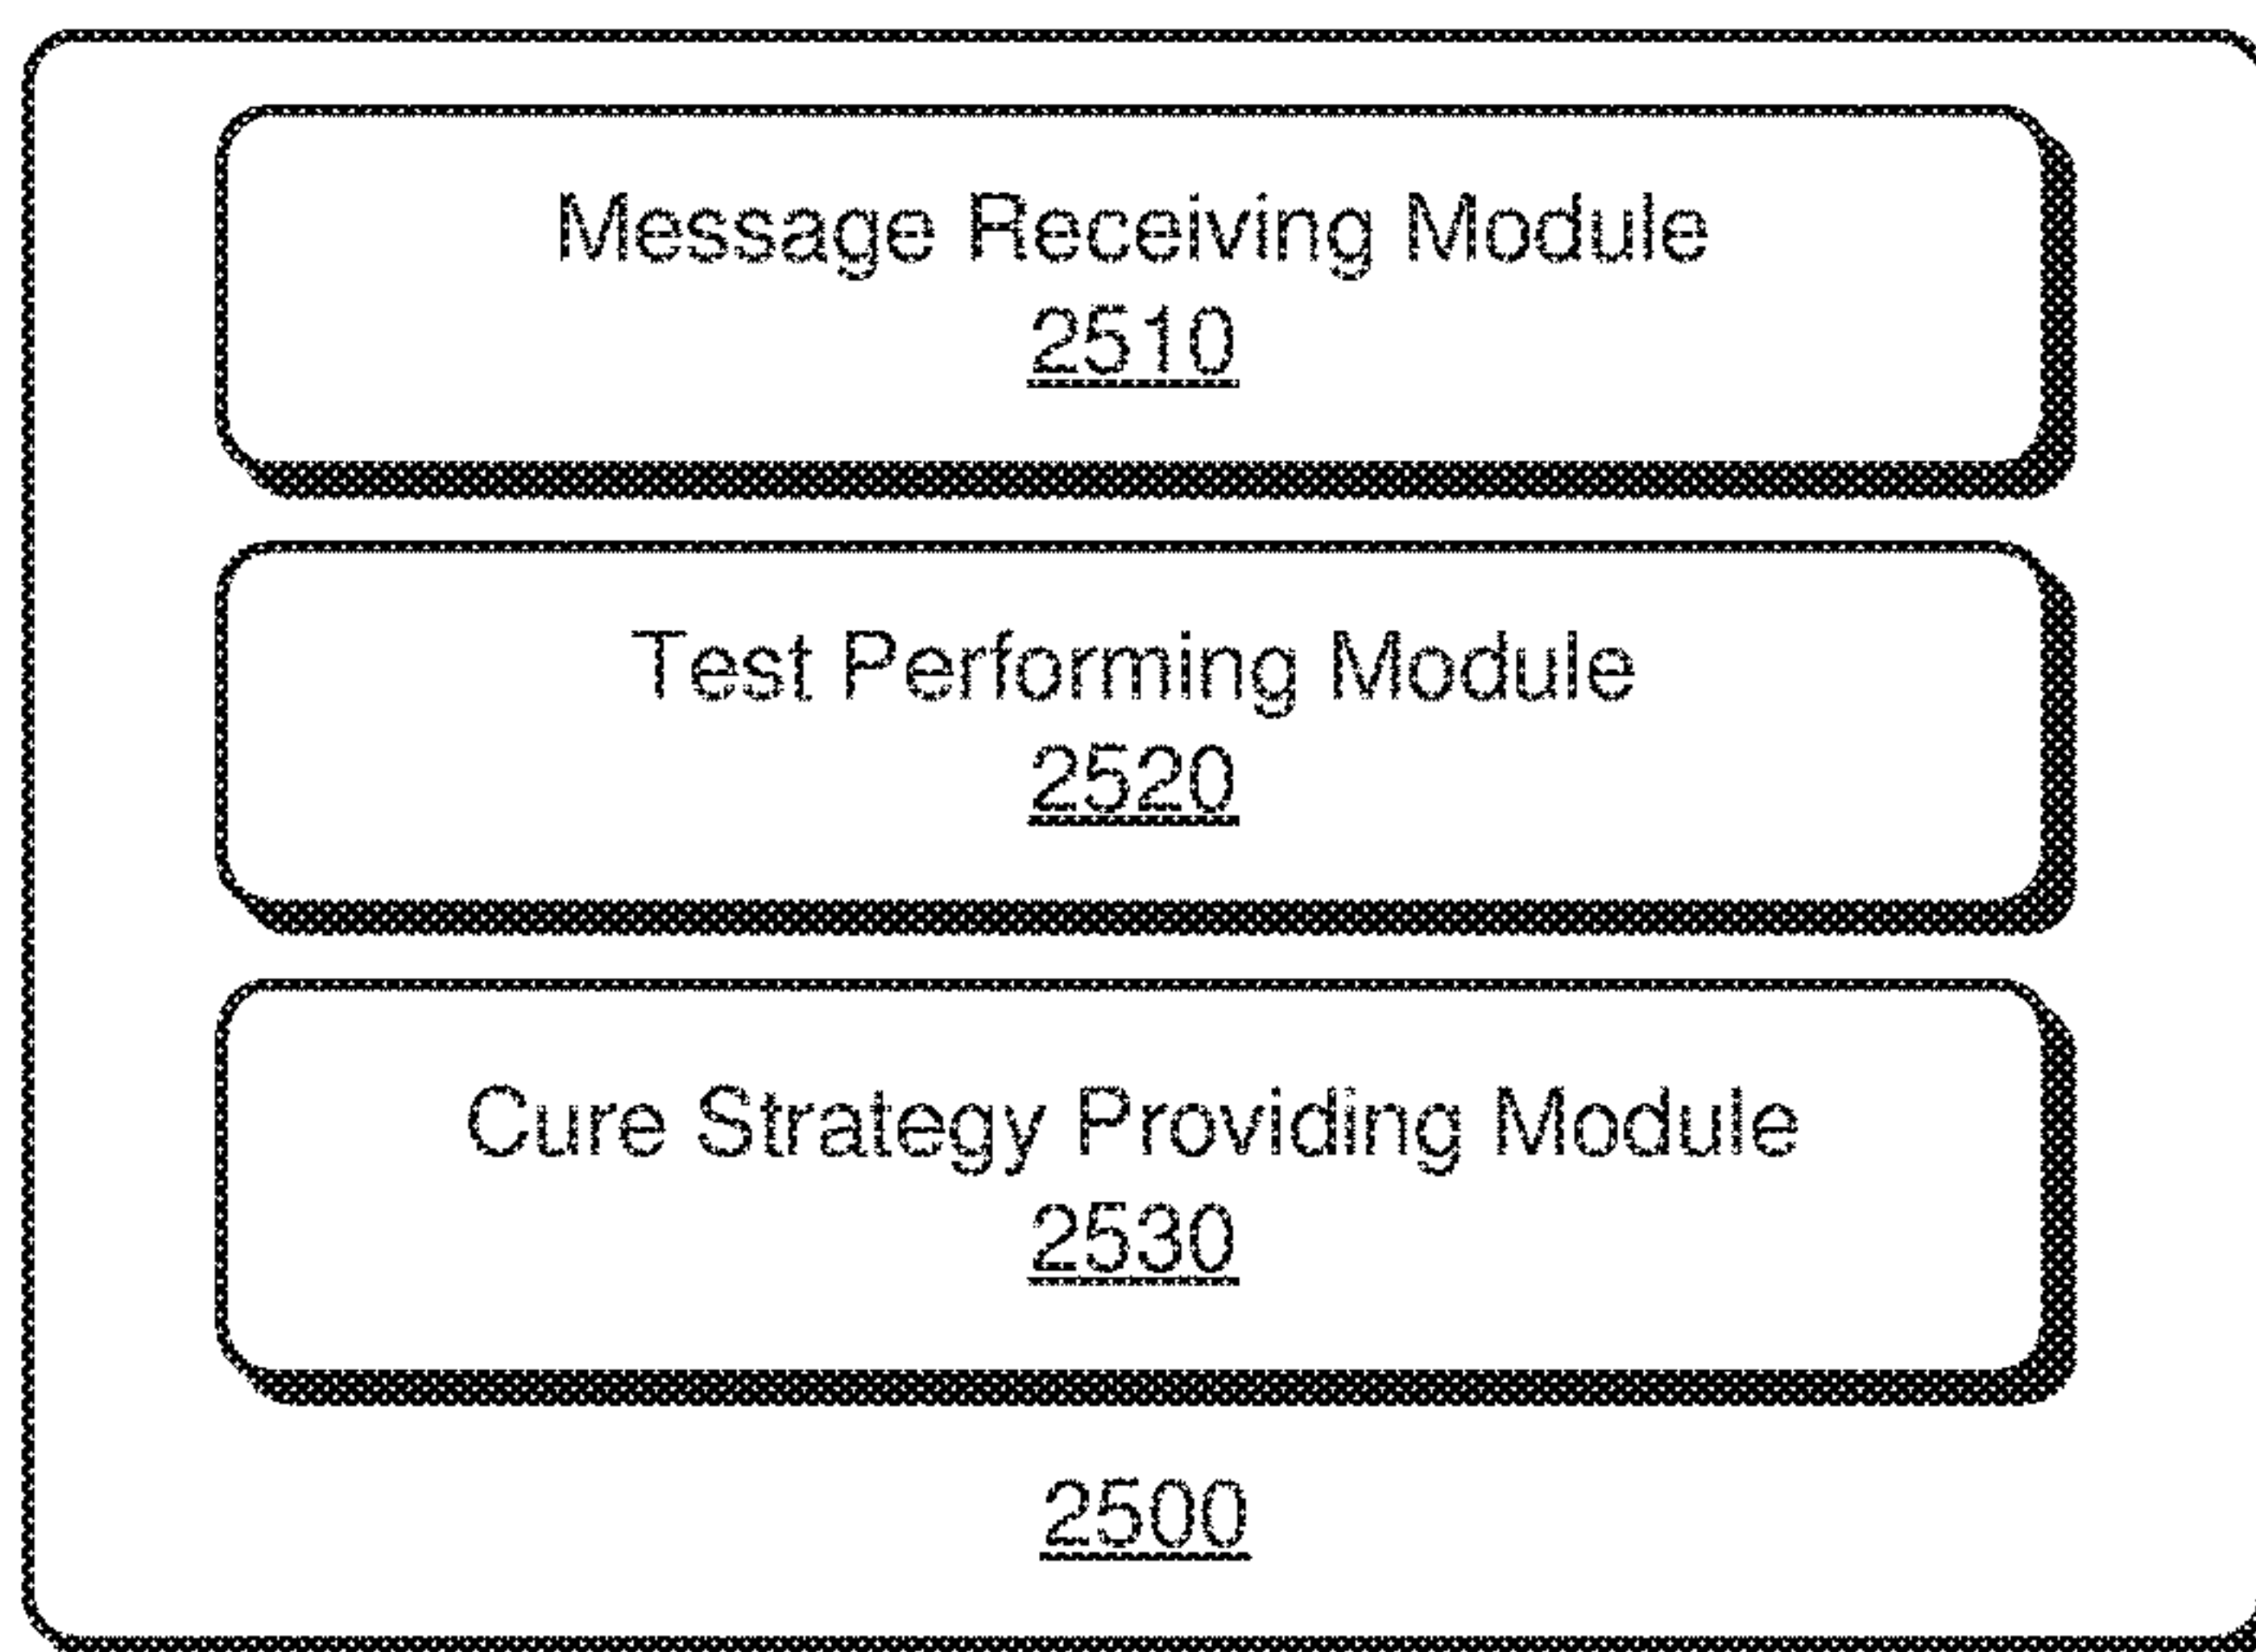 Message Receiving Module
2510
Test Performing Module
2520
Cure Strategy Providing Module
2530
2500